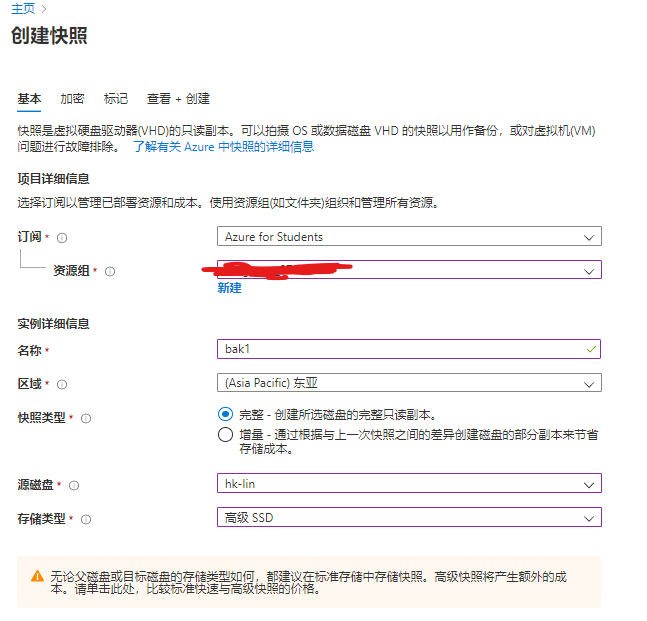 主页 >
创建快照
基本 加密 标记 查看 + 创建
快照是虚拟硬盘驱动器(VHD)的只读副本。可以拍摄 OS 或数据磁盘 VHD 的快照以用作备份，或对虚拟机(VM)
问题进行故障排除。 了解有关 Azure 中快照的详细信息
项目详细信息
选择订阅以管理已部署资源和成本。使用资源组(如文件夹)组织和管理所有资源。
订阅 * Azure for Students
资源组 *
新建
实例详细信息
名称 * bak1
区域 * (Asia Pacific) 东亚
快照类型 * 完整 - 创建所选磁盘的完整只读副本。
增量 - 通过根据与上一次快照之间的差异创建磁盘的部分副本来节省
存储成本。
源磁盘 * hk-lin
存储类型 * 高级 SSD
无论父磁盘或目标磁盘的存储类型如何，都建议在标准存储中存储快照。高级快照将产生额外的成
本。请单击此处，比较标准快速与高级快照的价格。